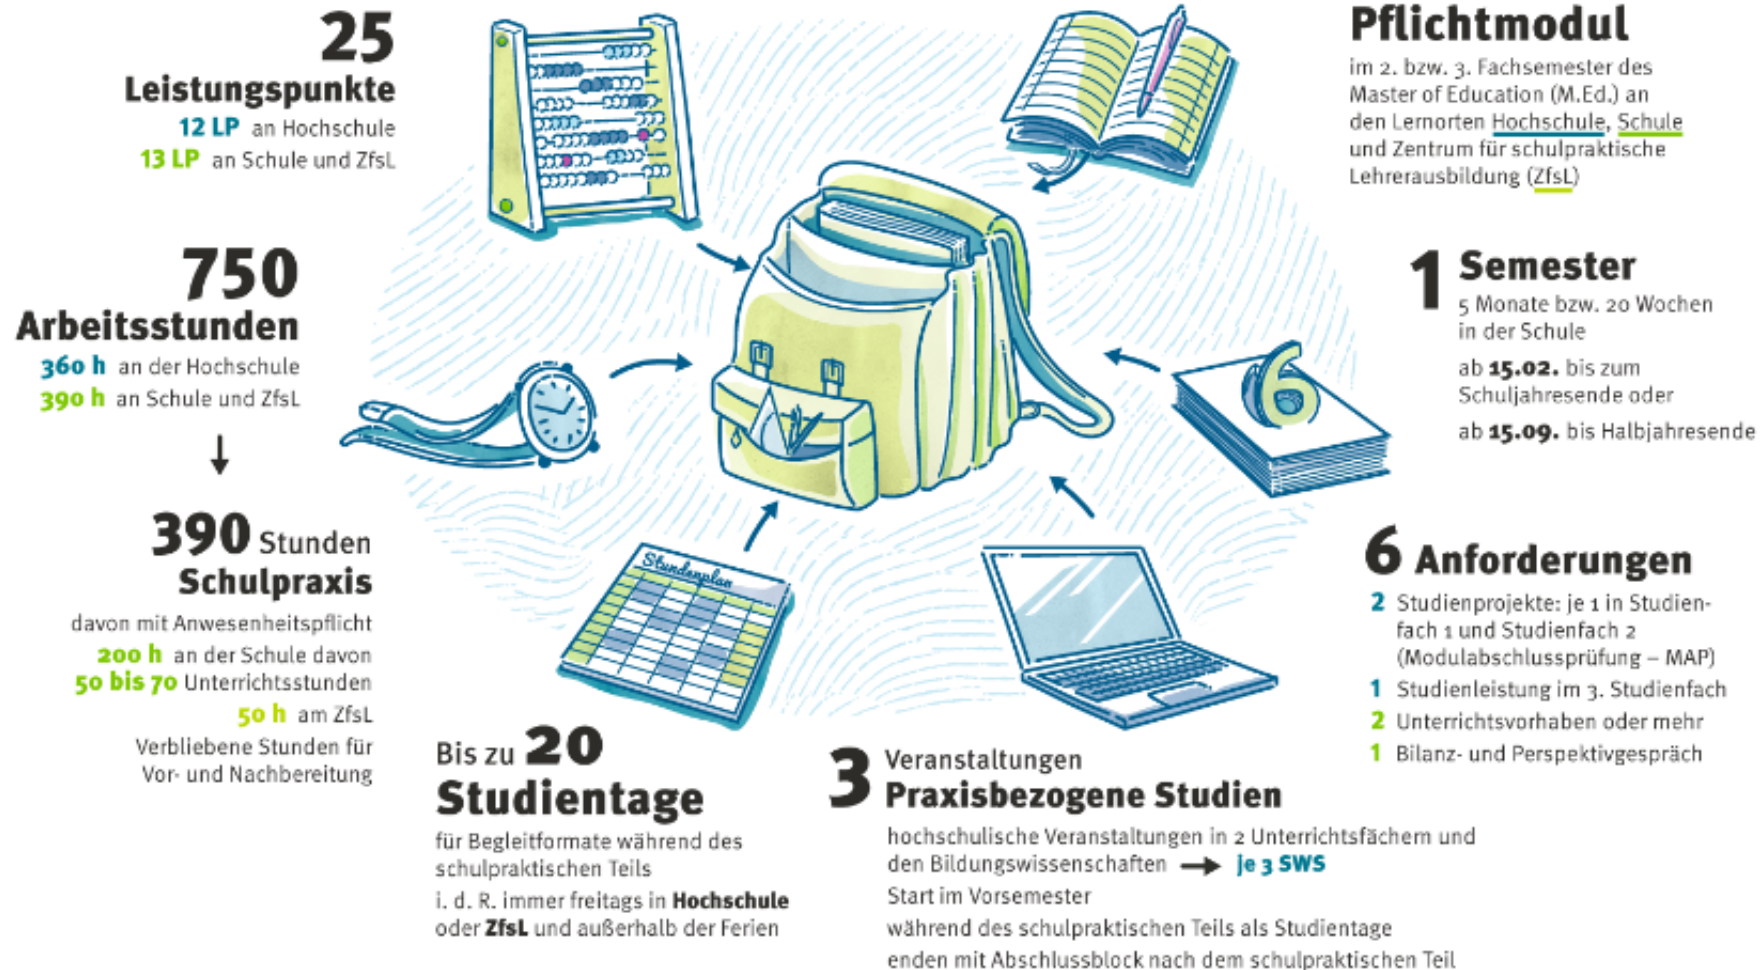 25
Leistungspunkte
12 LP an Hochschule
13 LP an Schule und ZfsL
750
Arbeitsstunden
360 h an der Hochschule
390 h an Schule und ZfsL
390 Stunden
Schulpraxis
davon mit Anwesenheitspflicht
200 h an der Schule davon
50 bis 70 Unterrichtsstunden
50 h am ZfsL
Verbliebene Stunden für
Vor- und Nachbereitung
Stundenplan
Bis zu 20
Studientage
für Begleitformate während des
schulpraktischen Teils
i. d. R. immer freitags in Hochschule
oder ZfsL und außerhalb der Ferien
3 Veranstaltungen
Praxisbezogene Studien
hochschulische Veranstaltungen in 2 Unterrichtsfächern und
den Bildungswissenschaften → je 3 SWS
Start im Vorsemester
während des schulpraktischen Teils als Studientage
enden mit Abschlussblock nach dem schulpraktischen Teil
Pflichtmodul
im 2. bzw. 3. Fachsemester des
Master of Education (M.Ed.) an
den Lernorten Hochschule, Schule
und Zentrum für schulpraktische
Lehrerausbildung (ZfsL)
1 Semester
5 Monate bzw. 20 Wochen
in der Schule
ab 15.02. bis zum
Schuljahresende oder
ab 15.09. bis Halbjahresende
6
6 Anforderungen
2 Studienprojekte: je 1 in Studien-
fach 1 und Studienfach 2
(Modulabschlussprüfung – MAP)
1 Studienleistung im 3. Studienfach
2 Unterrichtsvorhaben oder mehr
1 Bilanz- und Perspektivgespräch